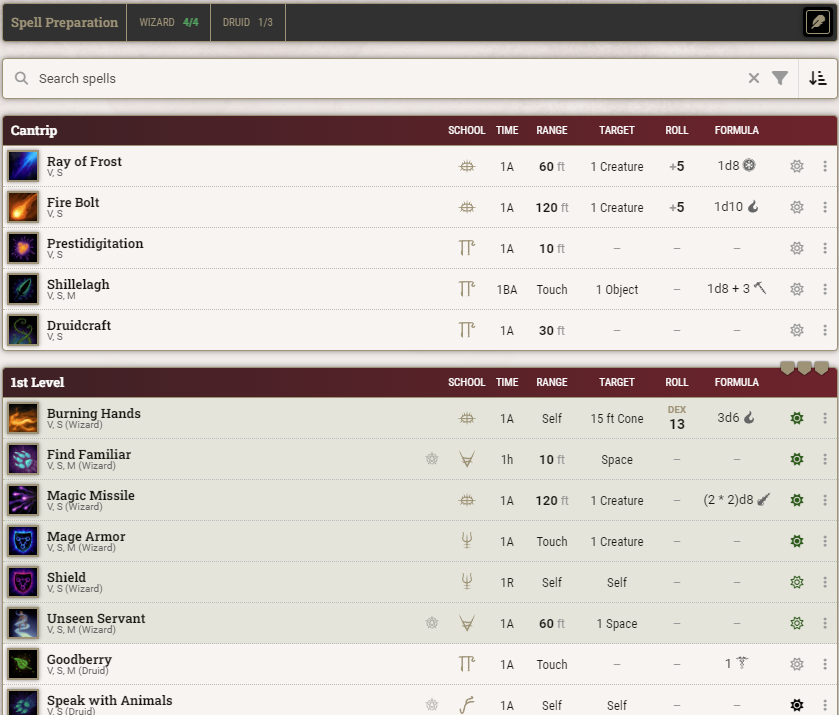 Spell Preparation WIZARD 4/4 DRUID 1/3
Search spells
Cantrip SCHOOL TIME RANGE TARGET ROLL FORMULA
Ray of Frost 1A 60 ft 1 Creature +5 1d8
V, S
Fire Bolt 1A 120 ft 1 Creature +5 1d10
V, S
Prestidigitation 1A 10 ft – – –
V, S
Shillelagh 1BA Touch 1 Object – 1d8 + 3
V, S, M
Druidcraft 1A 30 ft – – –
V, S
1st Level SCHOOL TIME RANGE TARGET ROLL FORMULA
Burning Hands 1A Self 15 ft Cone DEX 13 3d6
V, S (Wizard)
Find Familiar 1h 10 ft Space – –
V, S, M (Wizard)
Magic Missile 1A 120 ft 1 Creature – (2 * 2)d8
V, S (Wizard)
Mage Armor 1A Touch 1 Creature – –
V, S, M (Wizard)
Shield 1R Self Self – –
V, S (Wizard)
Unseen Servant 1A 60 ft 1 Space – –
V, S, M (Wizard)
Goodberry 1A Touch – – 1
V, S, M (Druid)
Speak with Animals 1A Self Self – –
V, S (Druid)